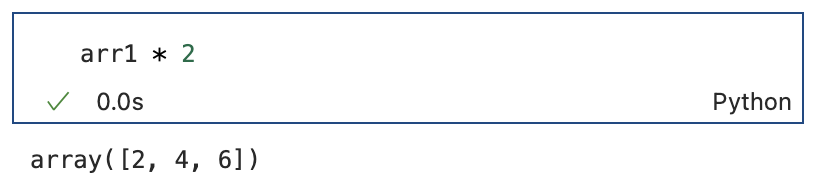 arr1 * 2
0.0s Python
array([2, 4, 6])